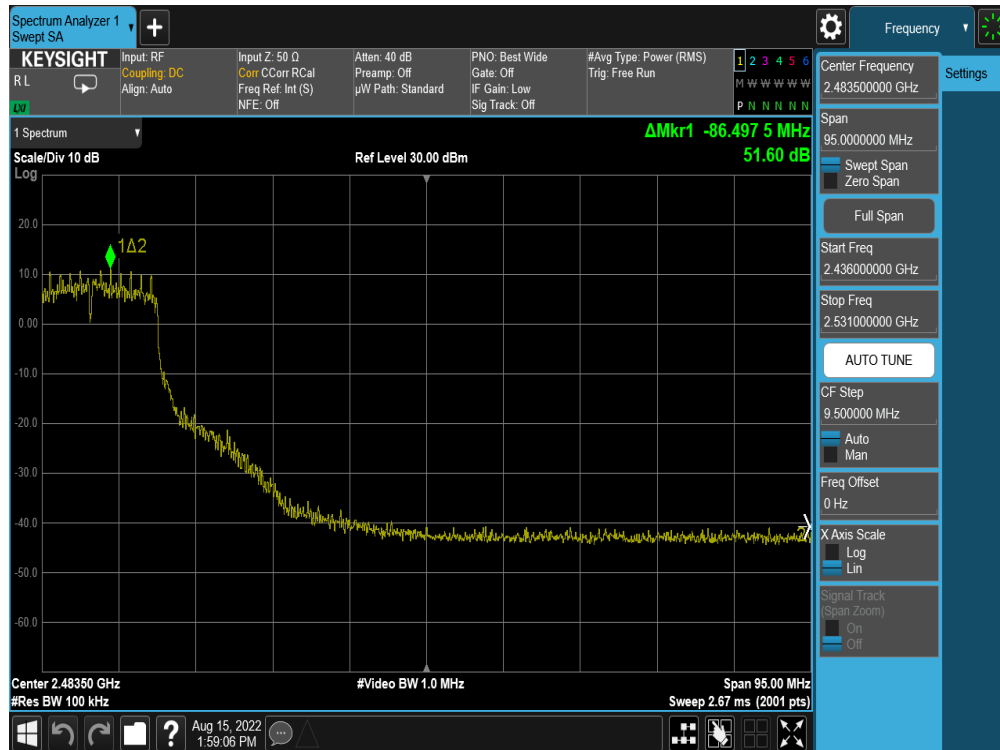 Spectrum Analyzer 1
Swept SA
Frequency
KEYSIGHT
R L
LXI
Input: RF
Coupling: DC
Align: Auto
Input Z: 50 Ω
Corr CCorr RCal
Freq Ref: Int (S)
NFE: Off
Atten: 40 dB
Preamp: Off
µW Path: Standard
PNO: Best Wide
Gate: Off
IF Gain: Low
Sig Track: Off
#Avg Type: Power (RMS)
Trig: Free Run
1 2 3 4 5 6
M W W W W W
P N N N N N
1 Spectrum
ΔMkr1 -86.497 5 MHz
51.60 dB
Scale/Div 10 dB
Ref Level 30.00 dBm
Log
20.0
10.0
0.00
-10.0
-20.0
-30.0
-40.0
-50.0
-60.0
1Δ2
Center 2.48350 GHz
#Video BW 1.0 MHz
Span 95.00 MHz
#Res BW 100 kHz
Sweep 2.67 ms (2001 pts)
Aug 15, 2022
1:59:06 PM
Settings
Center Frequency
2.483500000 GHz
Span
95.0000000 MHz
Swept Span
Zero Span
Full Span
Start Freq
2.436000000 GHz
Stop Freq
2.531000000 GHz
AUTO TUNE
CF Step
9.500000 MHz
Auto
Man
Freq Offset
0 Hz
X Axis Scale
Log
Lin
Signal Track
(Span Zoom)
On
Off